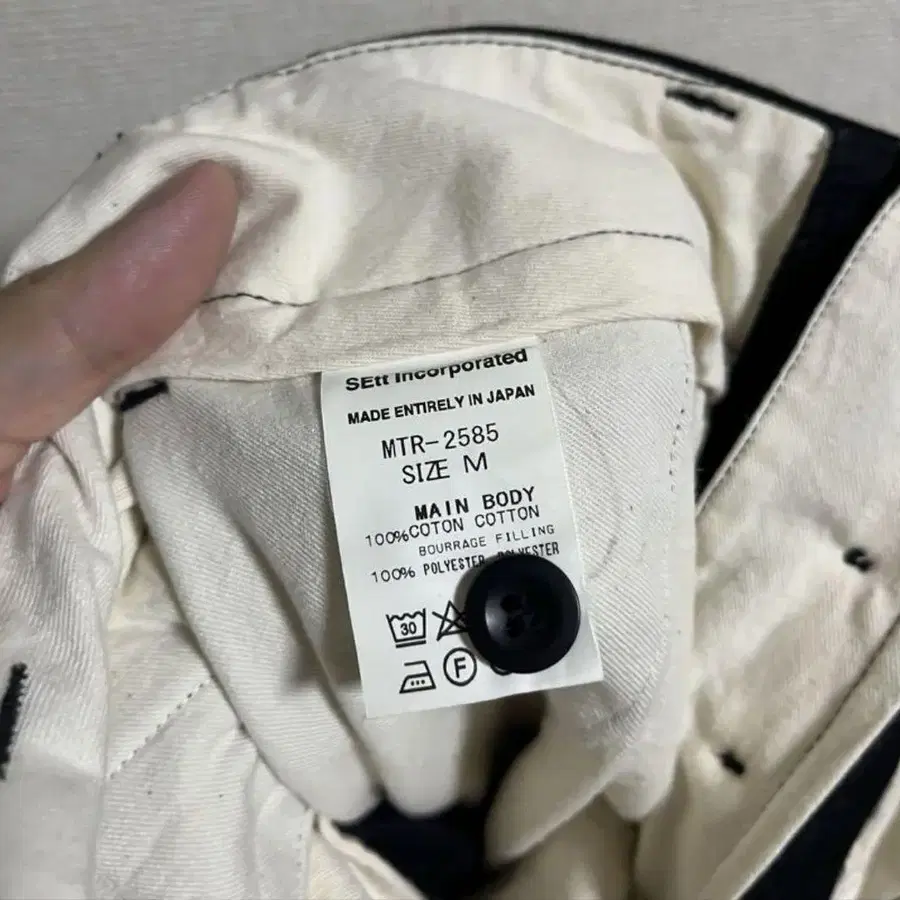 SEtt Incorporated
MADE ENTIRELY IN JAPAN
MTR-2585
SIZE M
MAIN BODY
100%COTON COTTON
BOURRAGE FILLING
100% POLYESTER POLYESTER
30
F